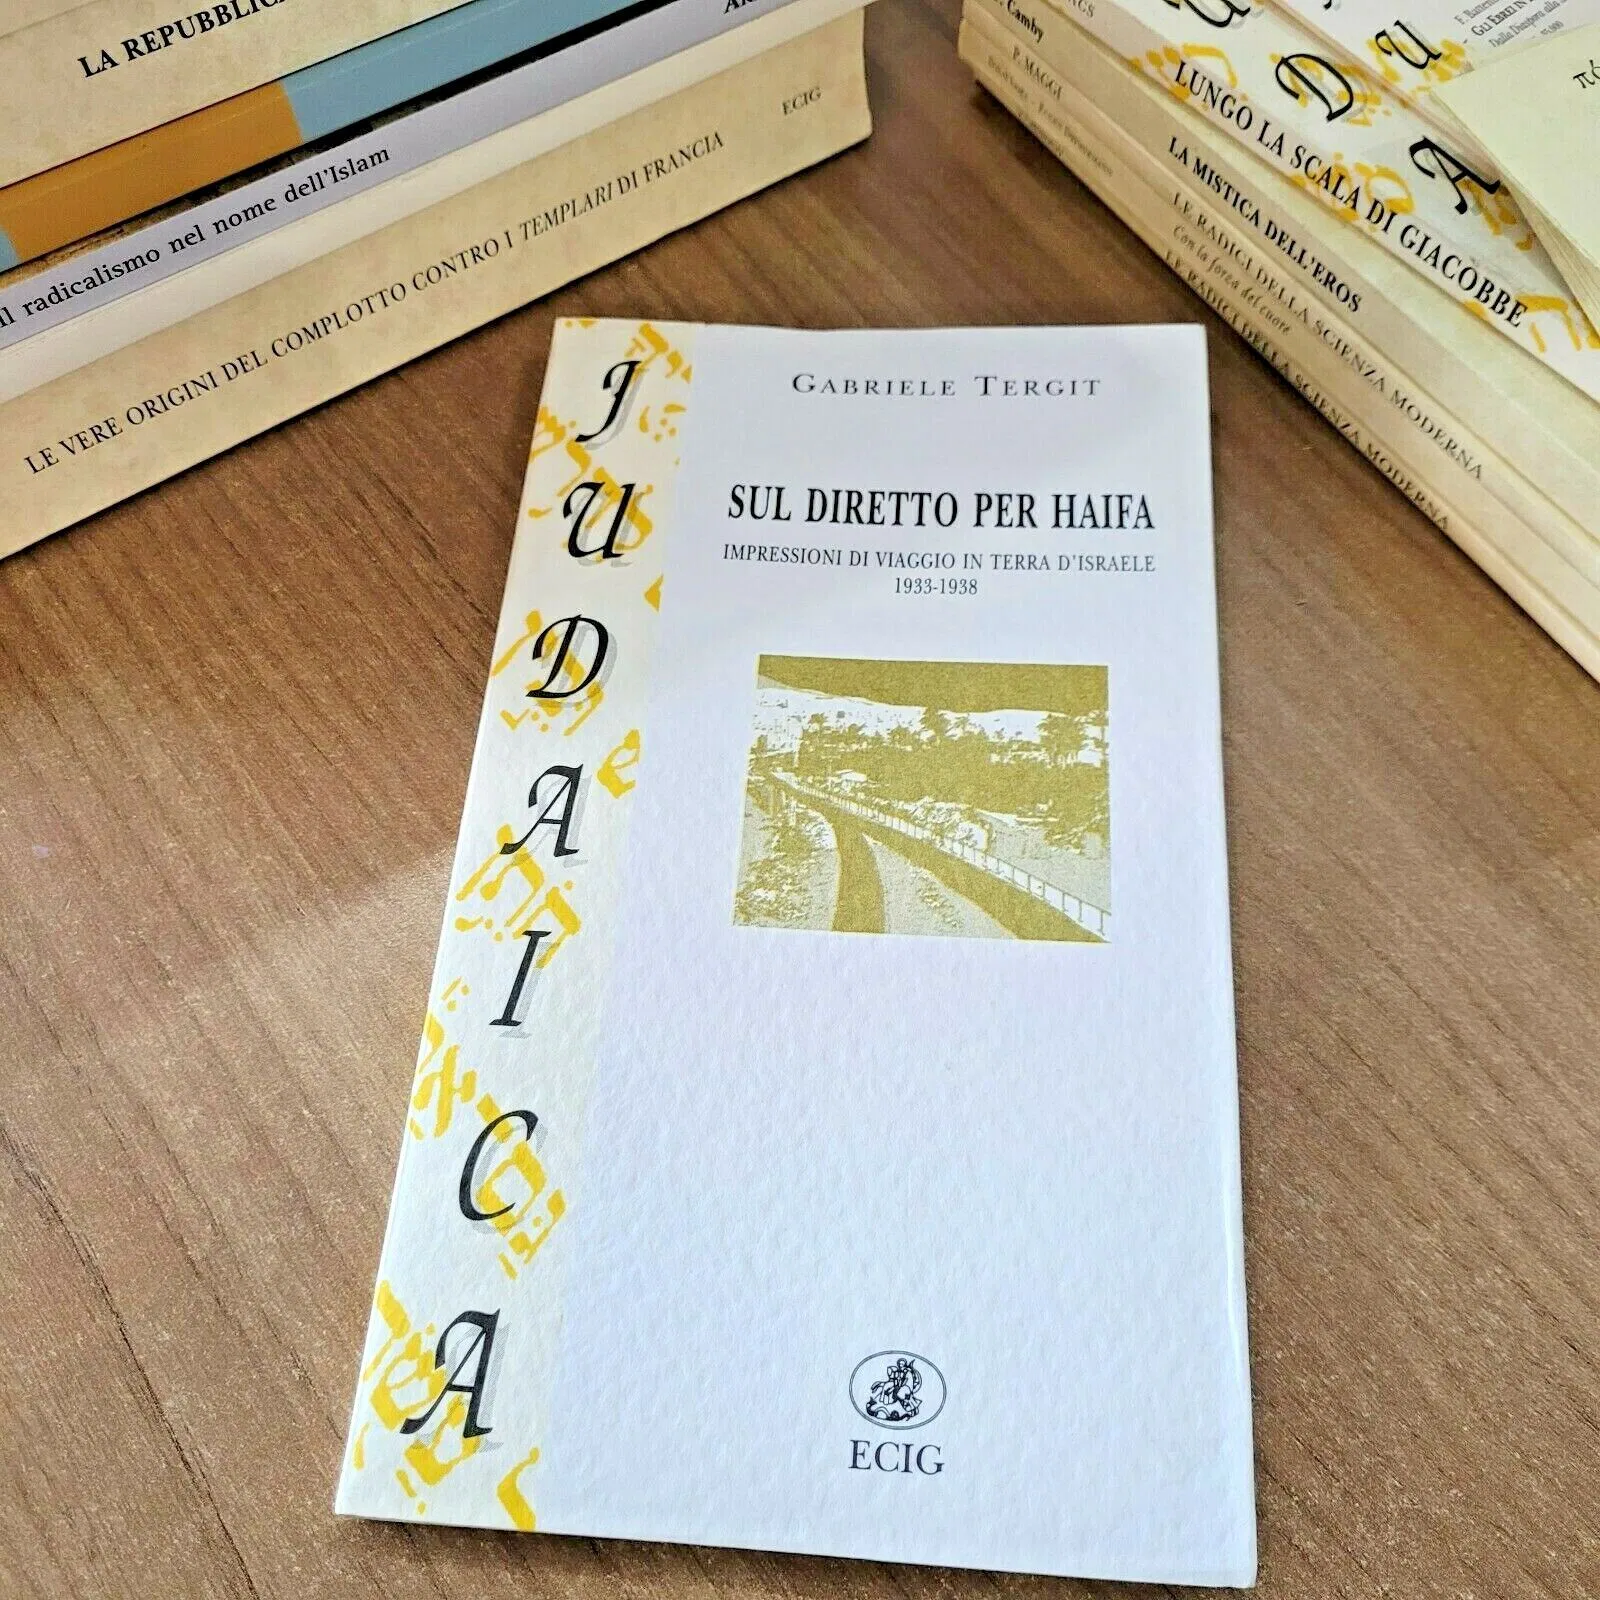 LA REPUBBLICA
Il radicalismo nel nome dell'Islam
LE VERE ORIGINI DEL COMPLOTTO CONTRO I TEMPLARI DI FRANCIA
ECIG
Camby
P. MAGGI
U
D
A
D
U
LUNGO LA SCALA DI GIACOBBE
LA MISTICA DELL'EROS
LE RADICI DELLA SCIENZA MODERNA
Con la forza del cuore
LE RADICI DELLA SCIENZA MODERNA
JUDAICA
GABRIELE TERGIT
SUL DIRETTO PER HAIFA
IMPRESSIONI DI VIAGGIO IN TERRA D'ISRAELE
1933-1938
ECIG